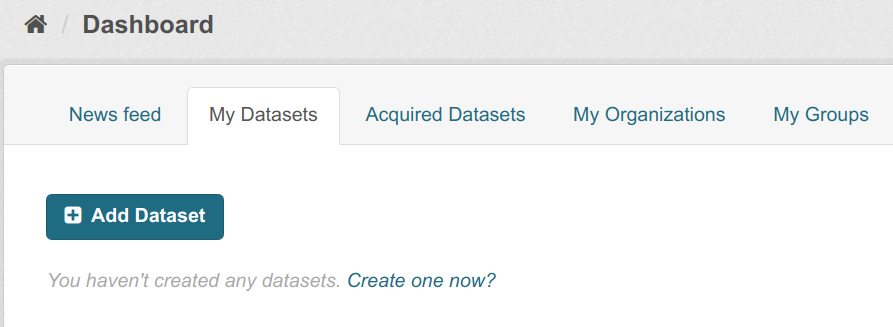 / Dashboard
News feed My Datasets Acquired Datasets My Organizations My Groups
Add Dataset
You haven't created any datasets. Create one now?